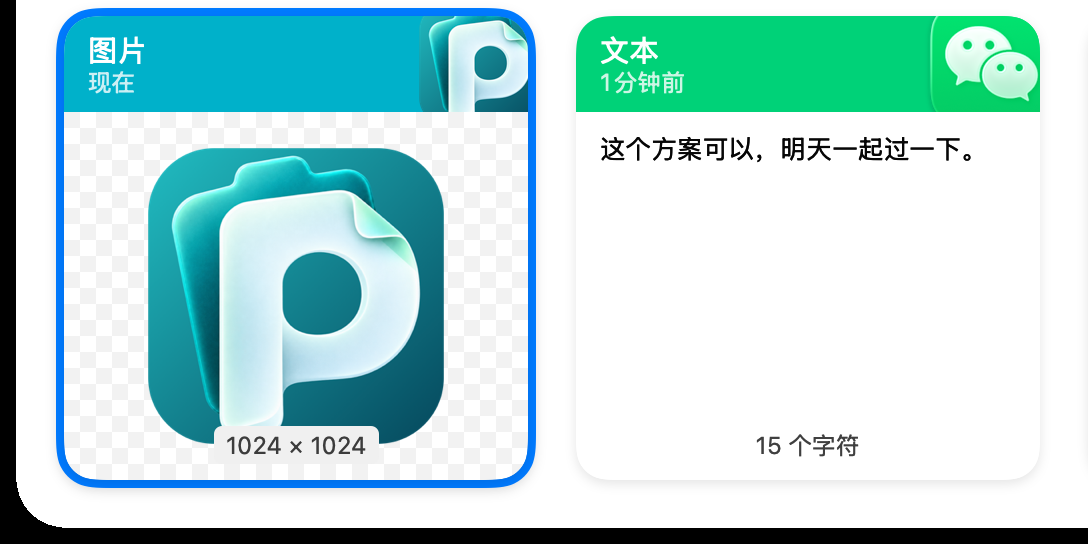 图片
现在
1024 × 1024
文本
1分钟前
这个方案可以，明天一起过一下。
15 个字符